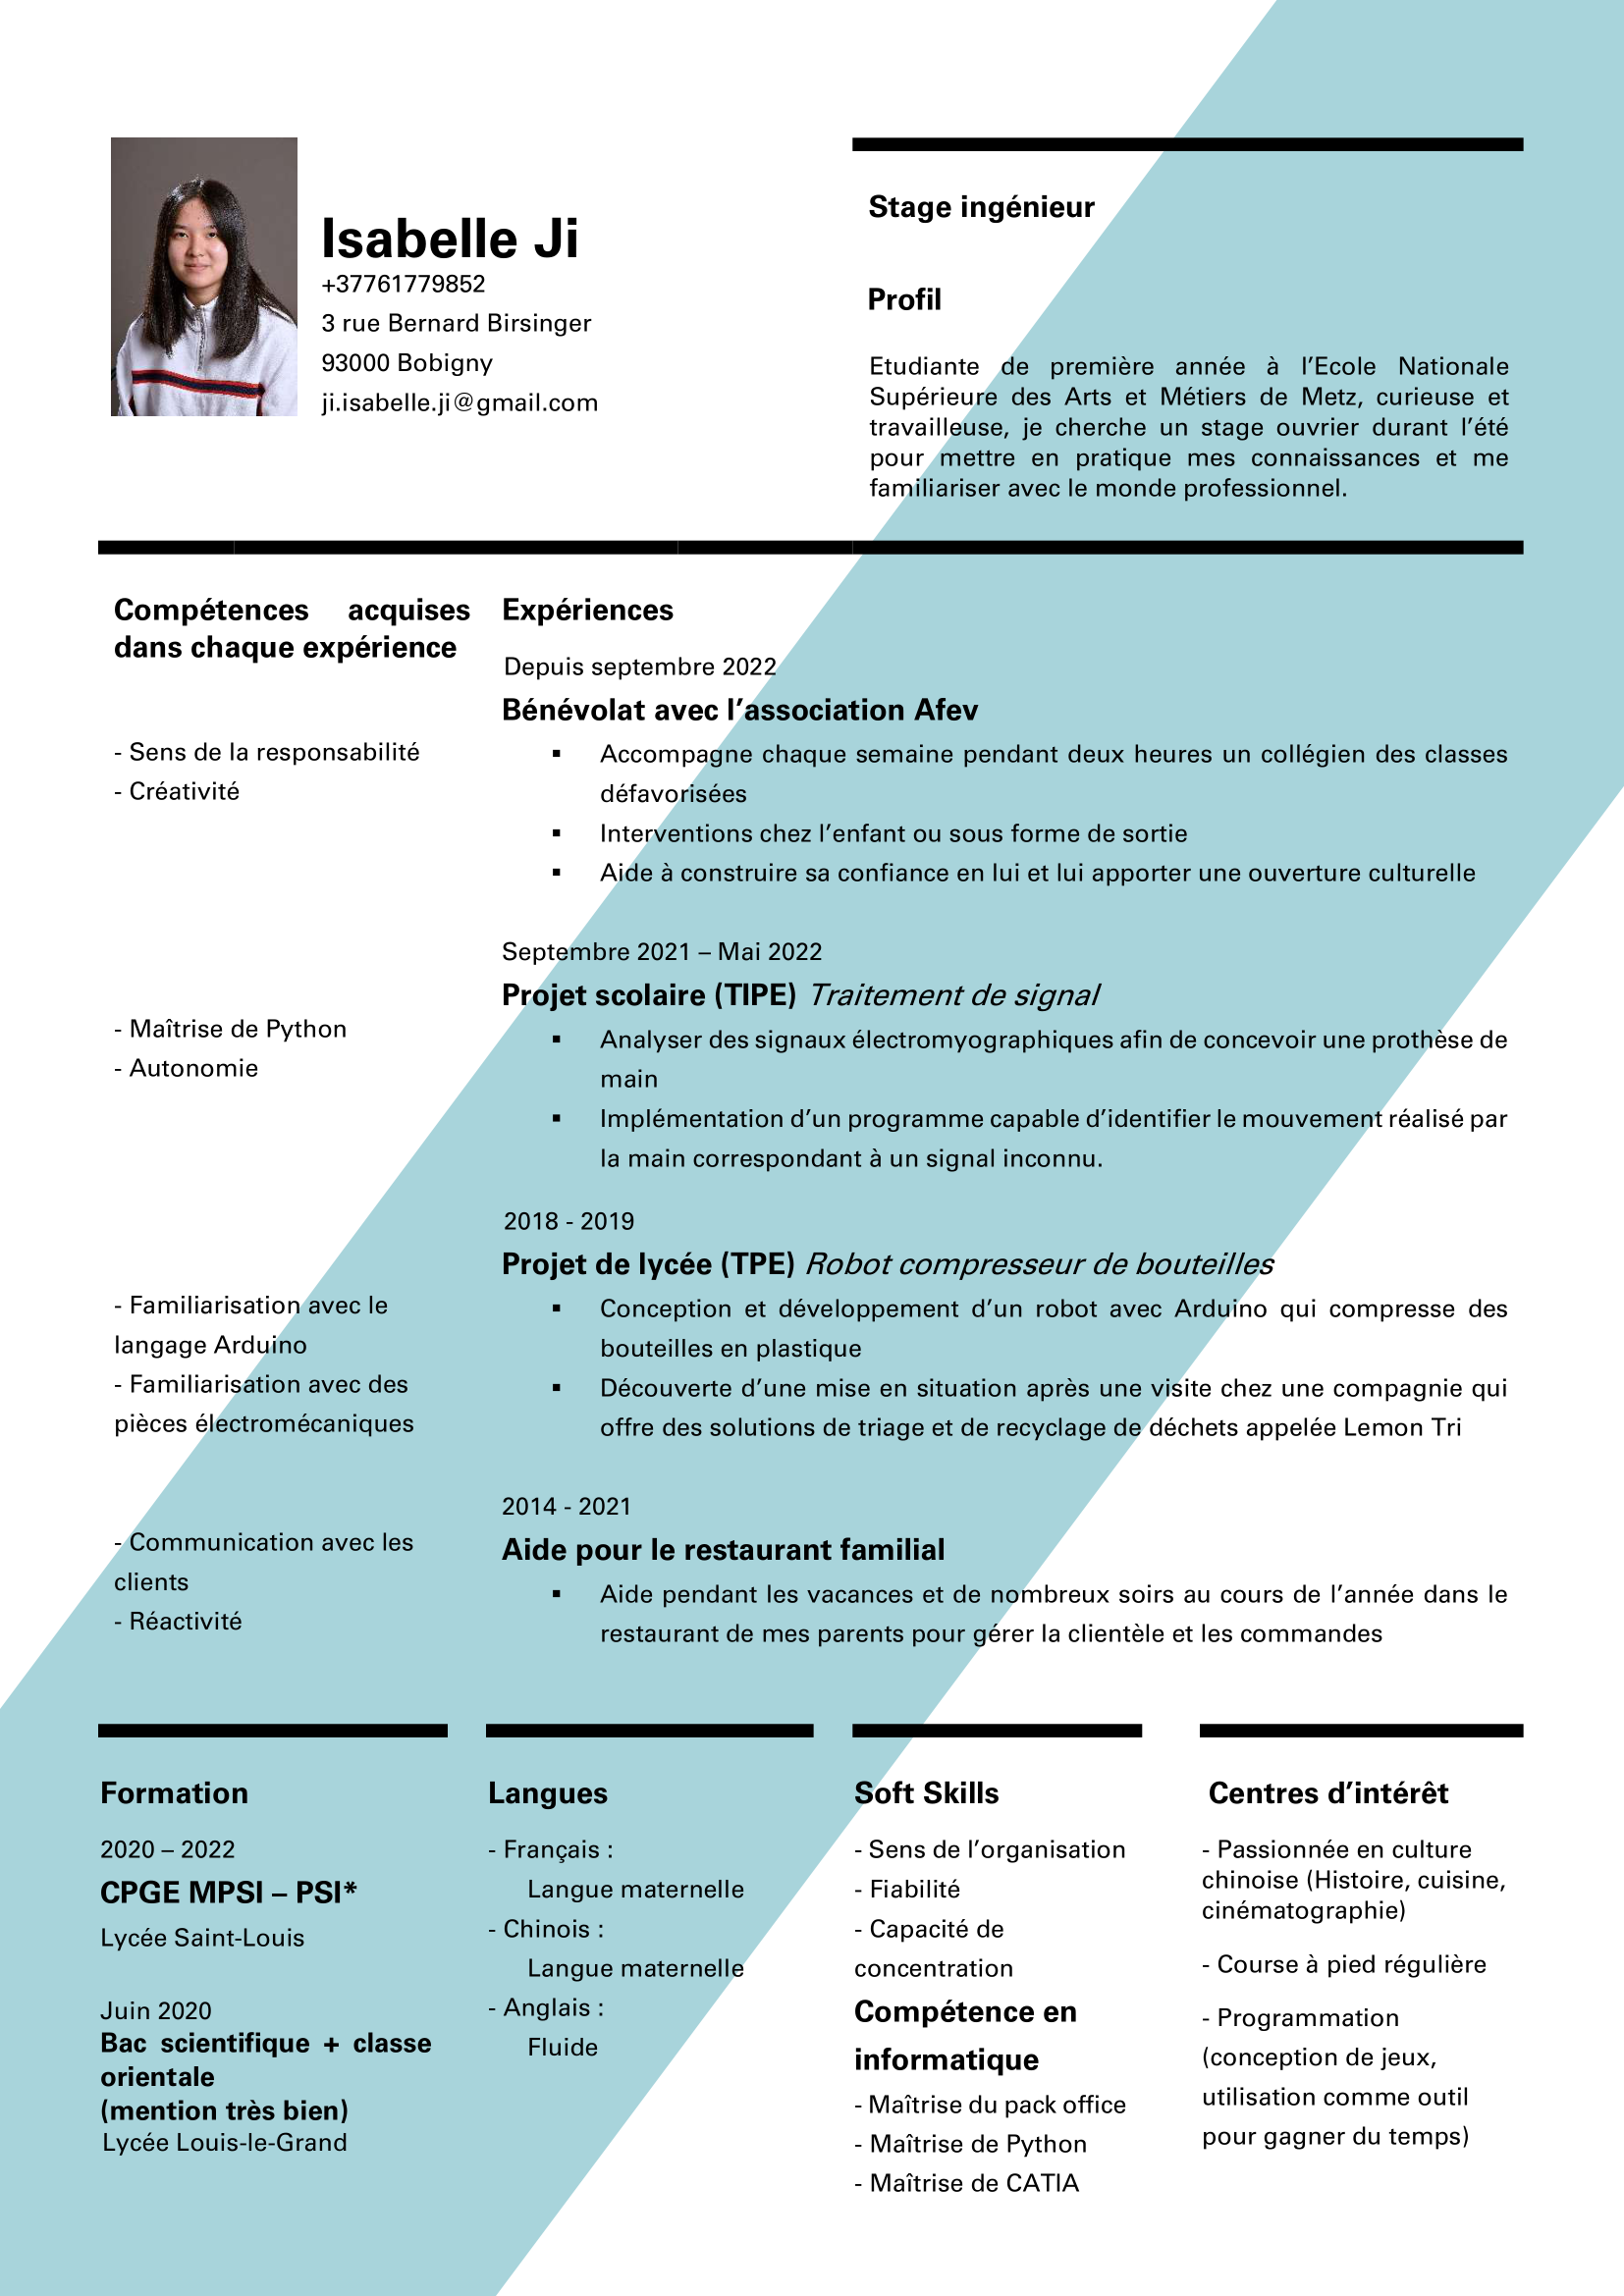 Isabelle Ji
+37761779852
3 rue Bernard Birsinger
93000 Bobigny
ji.isabelle.ji@gmail.com
Stage ingénieur
Profil
Etudiante de première année à l’Ecole Nationale
Supérieure des Arts et Métiers de Metz, curieuse et
travailleuse, je cherche un stage ouvrier durant l’été
pour mettre en pratique mes connaissances et me
familiariser avec le monde professionnel.
Compétences acquises
dans chaque expérience
- Sens de la responsabilité
- Créativité
- Maîtrise de Python
- Autonomie
- Familiarisation avec le
langage Arduino
- Familiarisation avec des
pièces électromécaniques
- Communication avec les
clients
- Réactivité
Expériences
Depuis septembre 2022
Bénévolat avec l’association Afev
▪ Accompagne chaque semaine pendant deux heures un collégien des classes
défavorisées
▪ Interventions chez l’enfant ou sous forme de sortie
▪ Aide à construire sa confiance en lui et lui apporter une ouverture culturelle
Septembre 2021 – Mai 2022
Projet scolaire (TIPE) Traitement de signal
▪ Analyser des signaux électromyographiques afin de concevoir une prothèse de
main
▪ Implémentation d’un programme capable d’identifier le mouvement réalisé par
la main correspondant à un signal inconnu.
2018 - 2019
Projet de lycée (TPE) Robot compresseur de bouteilles
▪ Conception et développement d’un robot avec Arduino qui compresse des
bouteilles en plastique
▪ Découverte d’une mise en situation après une visite chez une compagnie qui
offre des solutions de triage et de recyclage de déchets appelée Lemon Tri
2014 - 2021
Aide pour le restaurant familial
▪ Aide pendant les vacances et de nombreux soirs au cours de l’année dans le
restaurant de mes parents pour gérer la clientèle et les commandes
Formation
2020 – 2022
CPGE MPSI – PSI*
Lycée Saint-Louis
Juin 2020
Bac scientifique + classe
orientale
(mention très bien)
Lycée Louis-le-Grand
Langues
- Français :
Langue maternelle
- Chinois :
Langue maternelle
- Anglais :
Fluide
Soft Skills
- Sens de l’organisation
- Fiabilité
- Capacité de
concentration
Compétence en
informatique
- Maîtrise du pack office
- Maîtrise de Python
- Maîtrise de CATIA
Centres d’intérêt
- Passionnée en culture
chinoise (Histoire, cuisine,
cinématographie)
- Course à pied régulière
- Programmation
(conception de jeux,
utilisation comme outil
pour gagner du temps)